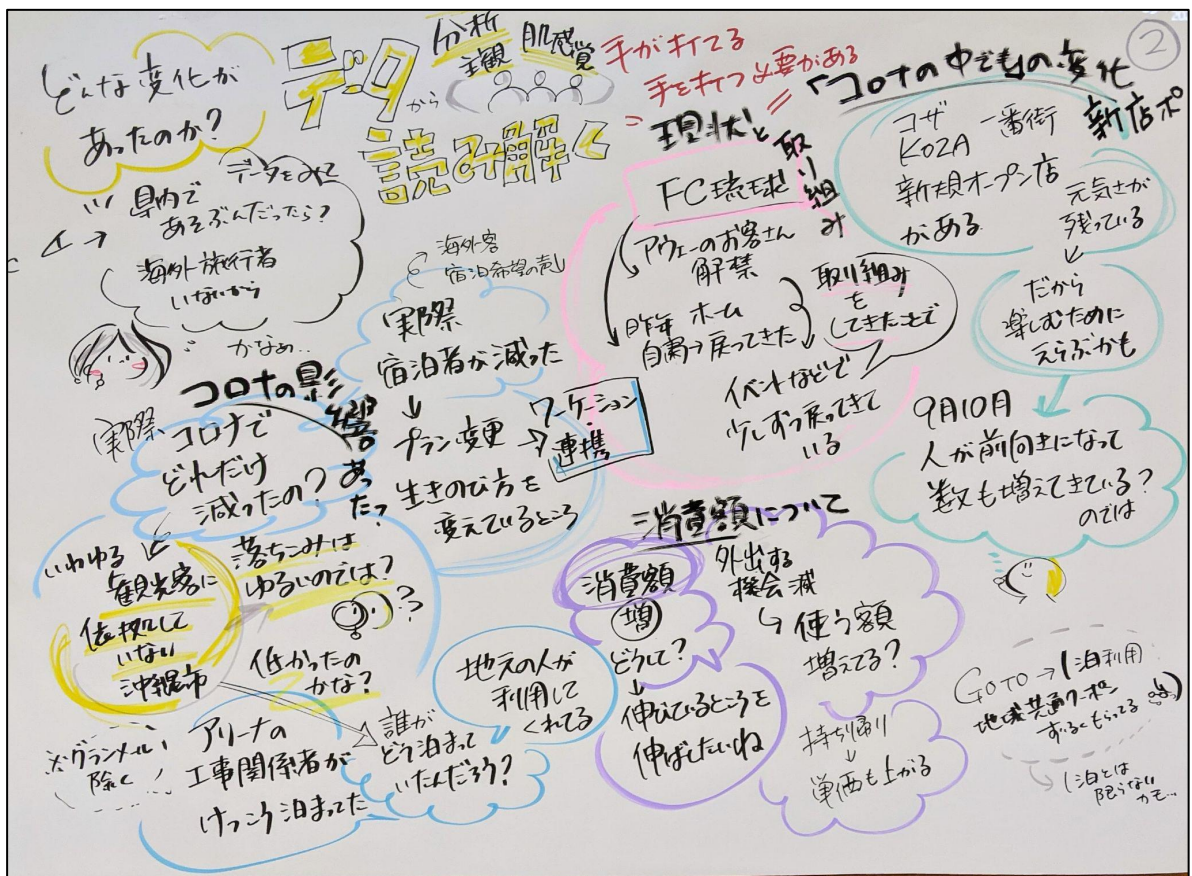 ②
どんな変化が
あったのか?
データから
分析
主観
肌感覚
読み解く
手が打てる
手を打つ必要がある
データをみて
県内で
あそぶんだったら?
海外旅行者
いないから
かなぁ..
海外客
宿泊希望の声
実際
宿泊者が減った
プラン変更
ワーケーション
連携
生きのび方を
変えているところ
コロナの影響
あった?
実際
コロナで
どれだけ
減ったの?
いわゆる
観光客に
依拠して
いない
沖縄市
落ちこみは
ゆるいのでは?
??
低かったの
かな?
※グランメール
除く
アリーナの
工事関係者が
けっこう泊まってた
誰が
どう泊まって
いたんだろう?
地元の人が
利用して
くれてる
現状と
取り組み
FC琉球
アウェーのお客さん
解禁
昨年 ホーム
自粛→戻ってきた
取り組み
を
してきたことで
イベントなどで
少しずつ戻ってきて
いる
「コロナの中でも」の変化
新店ポ
コザ 一番街
KOZA
新規オープン店
がある
元気さが
残っている
だから
楽しむために
えらぶかも
9月10月
人が前向きになって
数も増えてきている?
のでは
消費額について
消費額
増
どうして?
伸びているところを
伸ばしたいね
外出する
機会減
使う額
増えてる?
持ち帰り
単価も上がる
GOTO→1泊利用
地域共通クーポン
するくもらってる
1泊とは
限らない
かも…